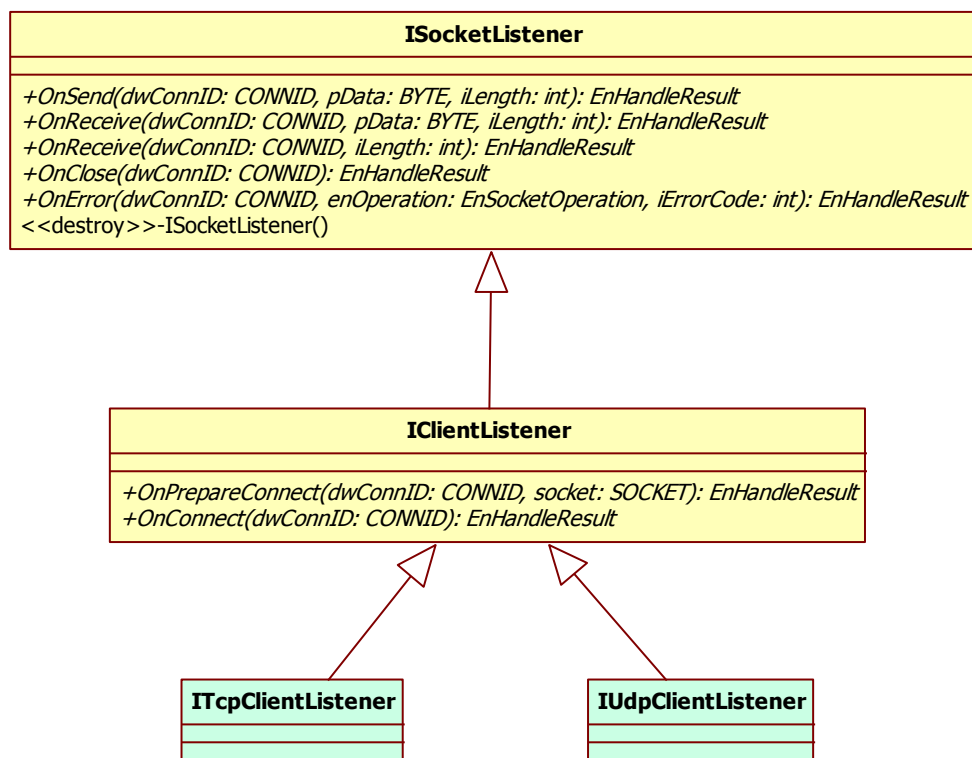 ISocketListener
+OnSend(dwConnID: CONNID, pData: BYTE, iLength: int): EnHandleResult
+OnReceive(dwConnID: CONNID, pData: BYTE, iLength: int): EnHandleResult
+OnReceive(dwConnID: CONNID, iLength: int): EnHandleResult
+OnClose(dwConnID: CONNID): EnHandleResult
+OnError(dwConnID: CONNID, enOperation: EnSocketOperation, iErrorCode: int): EnHandleResult
<<destroy>>-ISocketListener()
IClientListener
+OnPrepareConnect(dwConnID: CONNID, socket: SOCKET): EnHandleResult
+OnConnect(dwConnID: CONNID): EnHandleResult
ITcpClientListener
IUdpClientListener